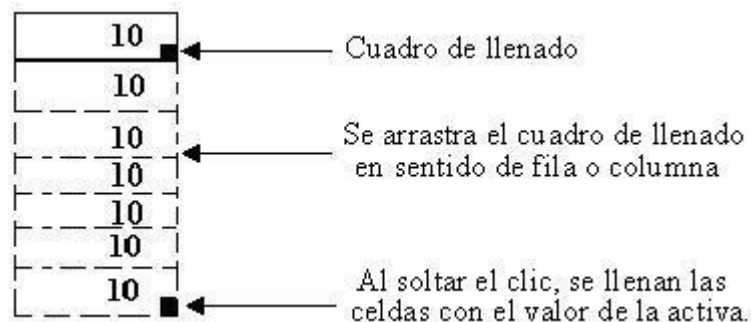 10
Cuadro de llenado
10
10
Se arrastra el cuadro de llenado
en sentido de fila o columna
10
10
10
10
Al soltar el clic, se llenan las
celdas con el valor de la activa.